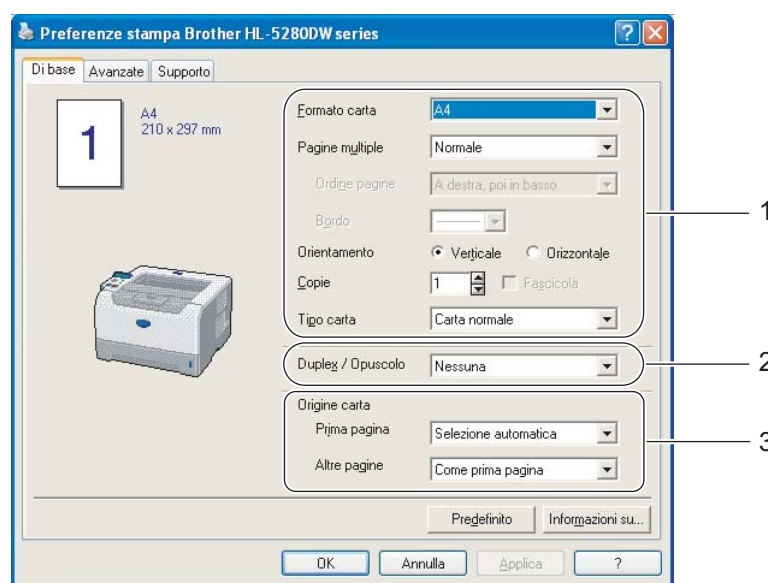 Preferenze stampa Brother HL-5280DW series
Di base Avanzate Supporto
1
A4
210 x 297 mm
Formato carta A4
Pagine multiple Normale
Ordine pagine A destra, poi in basso
Bordo
1
Orientamento Verticale Orizzontale
Copie 1 Fascicola
Tipo carta Carta normale
Duplex / Opuscolo Nessuna
2
Origine carta
Prima pagina Selezione automatica
3
Altre pagine Come prima pagina
Predefinito Informazioni su...
OK Annulla Applica ?